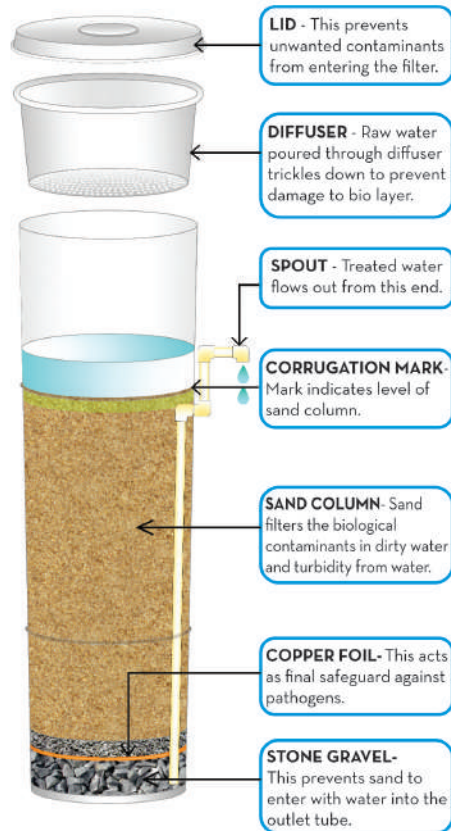 LID - This prevents
unwanted contaminants
from entering the filter.
DIFFUSER - Raw water
poured through diffuser
trickles down to prevent
damage to bio layer.
SPOUT - Treated water
flows out from this end.
CORRUGATION MARK-
Mark indicates level of
sand column.
SAND COLUMN- Sand
filters the biological
contaminants in dirty water
and turbidity from water.
COPPER FOIL- This acts
as final safeguard against
pathogens.
STONE GRAVEL-
This prevents sand to
enter with water into the
outlet tube.